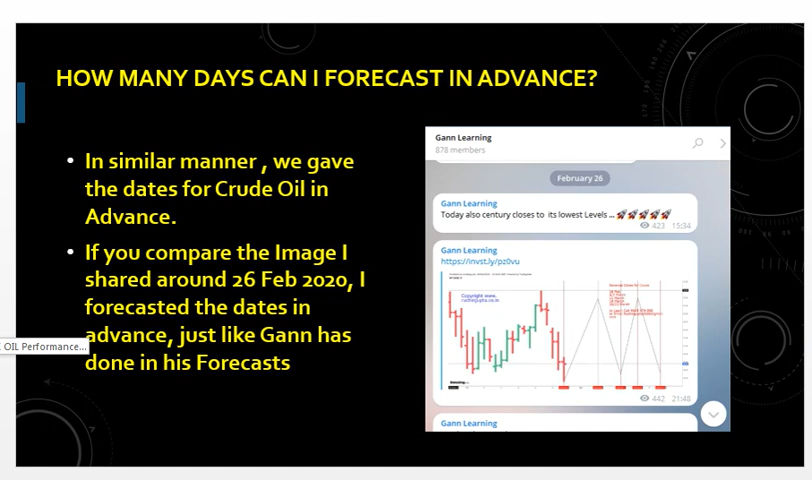 HOW MANY DAYS CAN I FORECAST IN ADVANCE?
• In similar manner , we gave
the dates for Crude Oil in
Advance.
• If you compare the Image I
shared around 26 Feb 2020, I
forecasted the dates in
advance, just like Gann has
done in his Forecasts
OIL Performance...
Gann Learning
878 members
February 26
Gann Learning
Today also century closes to its lowest Levels ... 🚀🚀🚀🚀🚀
423 15:34
Gann Learning
https://invst.ly/pz0vu
Copyright www.
442 21:48
Gann Learning